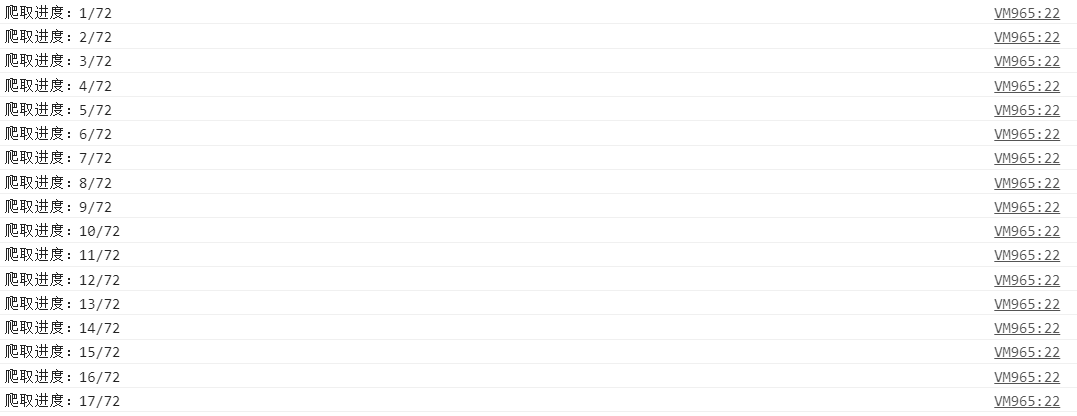 爬取进度：1/72 VM965:22
爬取进度：2/72 VM965:22
爬取进度：3/72 VM965:22
爬取进度：4/72 VM965:22
爬取进度：5/72 VM965:22
爬取进度：6/72 VM965:22
爬取进度：7/72 VM965:22
爬取进度：8/72 VM965:22
爬取进度：9/72 VM965:22
爬取进度：10/72 VM965:22
爬取进度：11/72 VM965:22
爬取进度：12/72 VM965:22
爬取进度：13/72 VM965:22
爬取进度：14/72 VM965:22
爬取进度：15/72 VM965:22
爬取进度：16/72 VM965:22
爬取进度：17/72 VM965:22